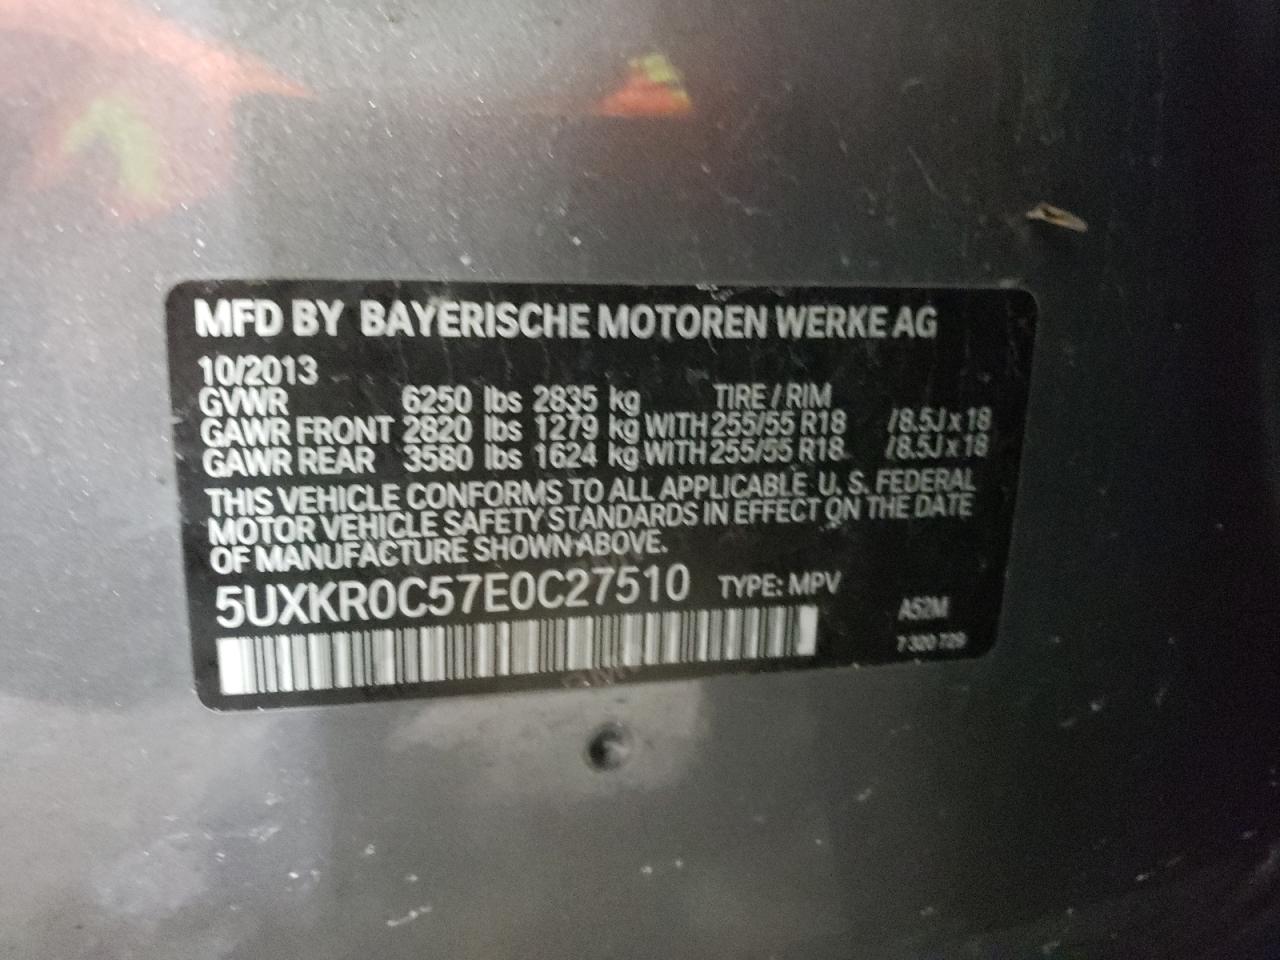 MFD BY BAYERISCHE MOTOREN WERKE AG
10/2013
GVWR 6250 lbs 2835 kg TIRE / RIM
GAWR FRONT 2820 lbs 1279 kg WITH 255/55 R18 /8.5J x 18
GAWR REAR 3580 lbs 1624 kg WITH 255/55 R18 /8.5J x 18
THIS VEHICLE CONFORMS TO ALL APPLICABLE U. S. FEDERAL
MOTOR VEHICLE SAFETY STANDARDS IN EFFECT ON THE DATE
OF MANUFACTURE SHOWN ABOVE.
5UXKR0C57E0C27510 TYPE: MPV
A52M
7 320 729